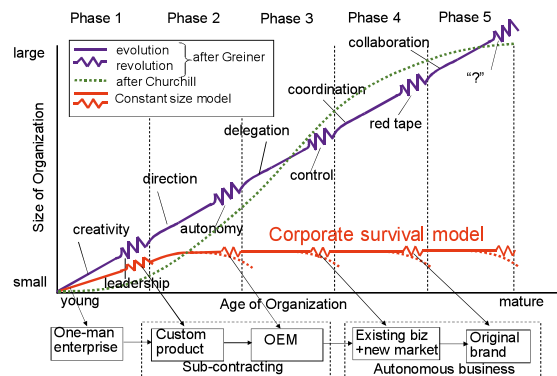 Phase 1 Phase 2 Phase 3 Phase 4 Phase 5
large
evolution
revolution
after Greiner
after Churchill
Constant size model
collaboration
"?"
coordination
red tape
delegation
control
direction
autonomy
creativity
leadership
Corporate survival model
Size of Organization
small
young
Age of Organization
mature
One-man
enterprise
Custom
product
OEM
Existing biz
+new market
Original
brand
Sub-contracting
Autonomous business